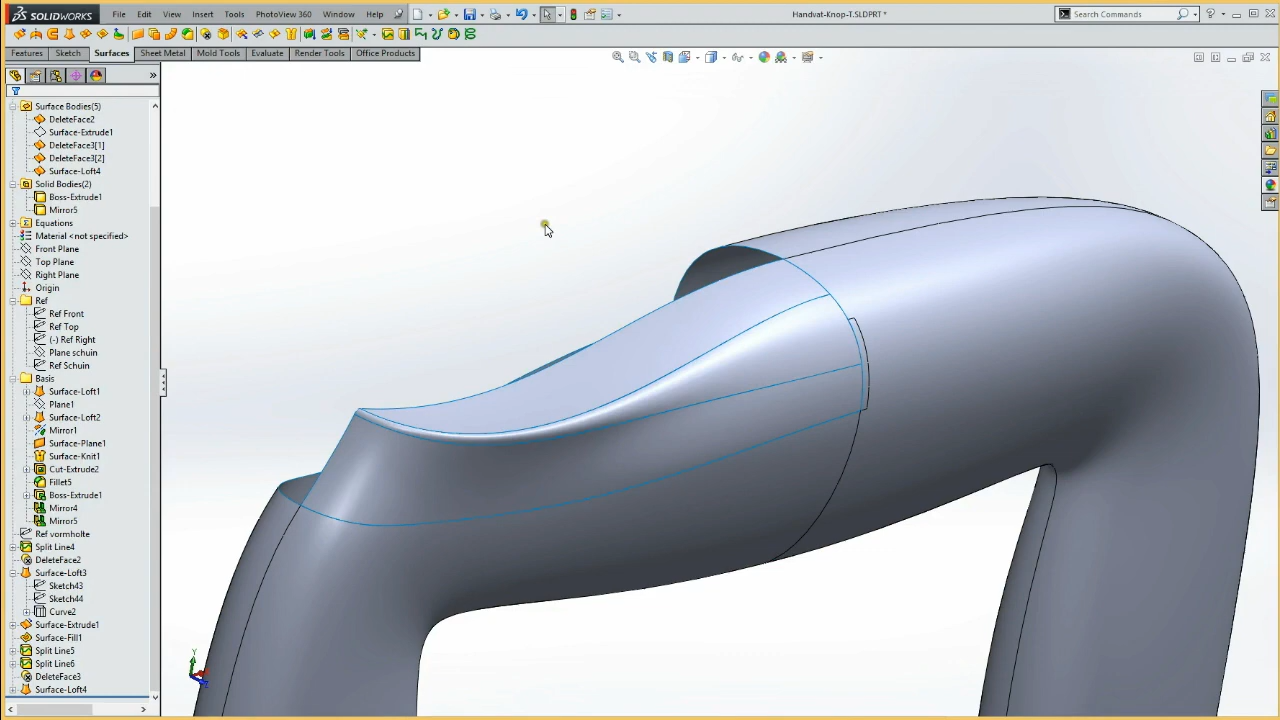 SOLIDWORKS File Edit View Insert Tools PhotoView 360 Window Help Handvat-Knop-T.SLDPRT * Search Commands
Features Sketch Surfaces Sheet Metal Mold Tools Evaluate Render Tools Office Products
Surface Bodies(5)
DeleteFace2
Surface-Extrude1
DeleteFace3[1]
DeleteFace3[2]
Surface-Loft4
Solid Bodies(2)
Boss-Extrude1
Mirror5
Equations
Material <not specified>
Front Plane
Top Plane
Right Plane
Origin
Ref
Ref Front
Ref Top
(-) Ref Right
Plane schuin
Ref Schuin
Basis
Surface-Loft1
Plane1
Surface-Loft2
Mirror1
Surface-Plane1
Surface-Knit1
Cut-Extrude2
Fillet5
Boss-Extrude1
Mirror4
Mirror5
Ref vormholte
Split Line4
DeleteFace2
Surface-Loft3
Sketch43
Sketch44
Curve2
Surface-Extrude1
Surface-Fill1
Split Line5
Split Line6
DeleteFace3
Surface-Loft4